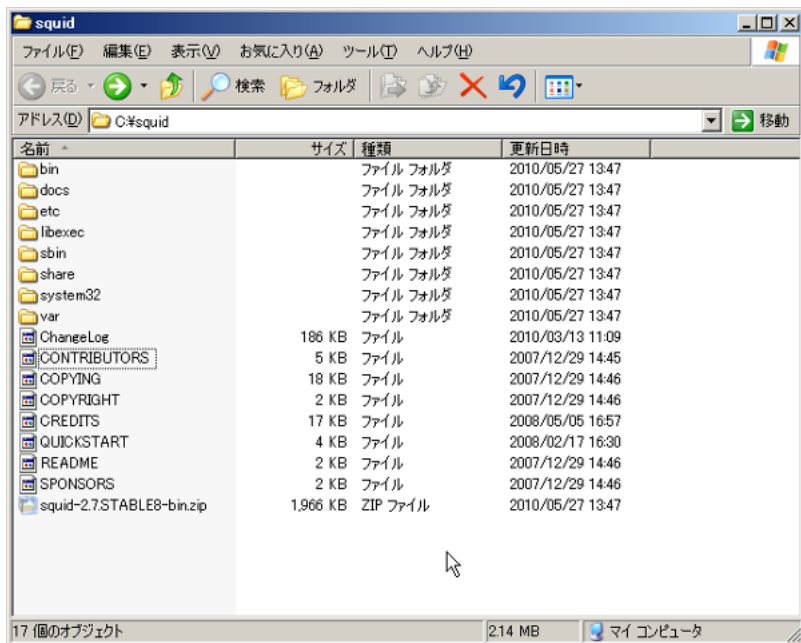 squid
ファイル(F) 編集(E) 表示(V) お気に入り(A) ツール(T) ヘルプ(H)
戻る 検索 フォルダ
アドレス(D) C:¥squid 移動
名前 サイズ 種類 更新日時
bin ファイル フォルダ 2010/05/27 13:47
docs ファイル フォルダ 2010/05/27 13:47
etc ファイル フォルダ 2010/05/27 13:47
libexec ファイル フォルダ 2010/05/27 13:47
sbin ファイル フォルダ 2010/05/27 13:47
share ファイル フォルダ 2010/05/27 13:47
system32 ファイル フォルダ 2010/05/27 13:47
var ファイル フォルダ 2010/05/27 13:47
ChangeLog 186 KB ファイル 2010/03/13 11:09
CONTRIBUTORS 5 KB ファイル 2007/12/29 14:45
COPYING 18 KB ファイル 2007/12/29 14:46
COPYRIGHT 2 KB ファイル 2007/12/29 14:46
CREDITS 17 KB ファイル 2008/05/05 16:57
QUICKSTART 4 KB ファイル 2008/02/17 16:30
README 2 KB ファイル 2007/12/29 14:46
SPONSORS 2 KB ファイル 2007/12/29 14:46
squid-2.7.STABLE8-bin.zip 1,966 KB ZIP ファイル 2010/05/27 13:47
17 個のオブジェクト 2.14 MB マイ コンピュータ